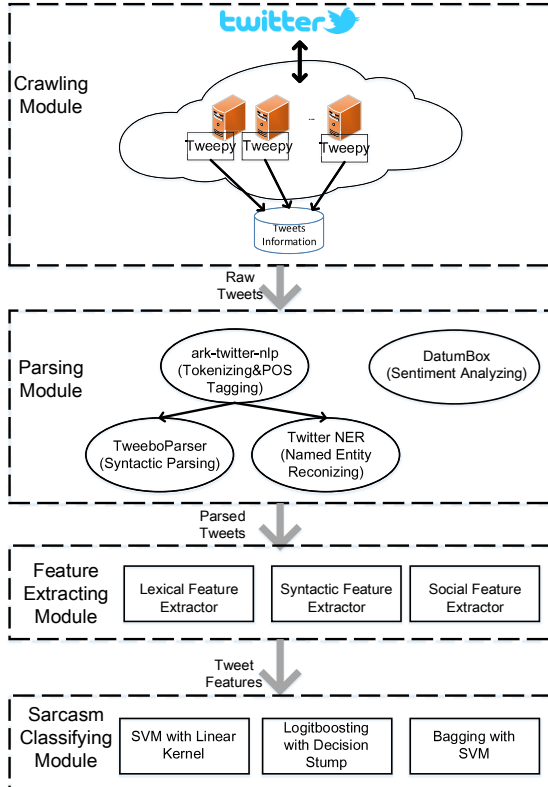 twitter
Crawling
Module
...
Tweepy
Tweepy
Tweepy
Tweets
Information
Raw
Tweets
Parsing
Module
ark-twitter-nlp
(Tokenizing&POS
Tagging)
DatumBox
(Sentiment Analyzing)
TweeboParser
(Syntactic Parsing)
Twitter NER
(Named Entity
Reconizing)
Parsed
Tweets
Feature
Extracting
Module
Lexical Feature
Extractor
Syntactic Feature
Extractor
Social Feature
Extractor
Tweet
Features
Sarcasm
Classifying
Module
SVM with Linear
Kernel
Logitboosting
with Decision
Stump
Bagging with
SVM